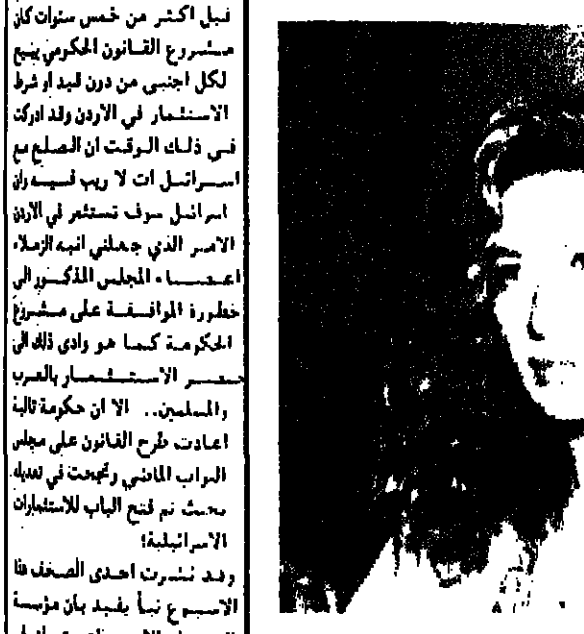 قبل اكثر من خمس سنوات كان
مشروع القانون الحكومي يبيح
لكل اجنبي من دون قيد او شرط
الاستثمار في الاردن وقد ادركت
في ذلك الوقت ان الصلح مع
اسرائيل آت لا ريب فيه وان
اسرائيل سوف تستثمر في الاردن
الامر الذي جعلني انبه الزملاء
اعضاء المجلس المذكور الى
خطورة الموافقة على مشروع
الحكومة كما هو وادى ذلك الى
حصر الاستثمار بالعرب
والمسلمين.. الا ان حكومة تالية
اعادت طرح القانون على مجلس
النواب الماضي ونجحت في تعديله
بحيث تم فتح الباب للاستثمارات
الاسرائيلية!
وقد نشرت احدى الصحف هذا
الاسبوع نبأ يفيد بان مؤسسة